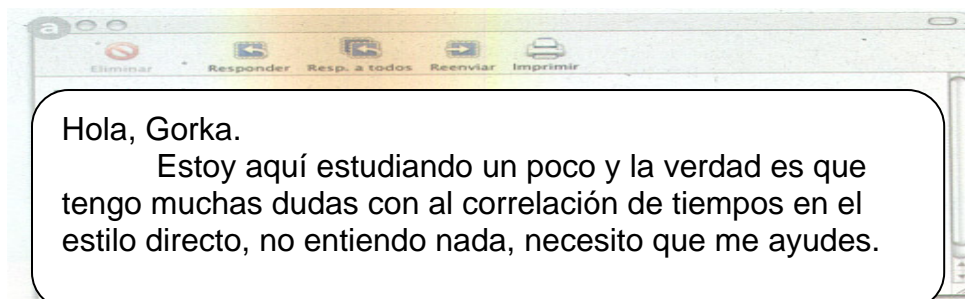 a
Eliminar Responder Resp. a todos Reenviar Imprimir
Hola, Gorka.
Estoy aquí estudiando un poco y la verdad es que
tengo muchas dudas con al correlación de tiempos en el
estilo directo, no entiendo nada, necesito que me ayudes.